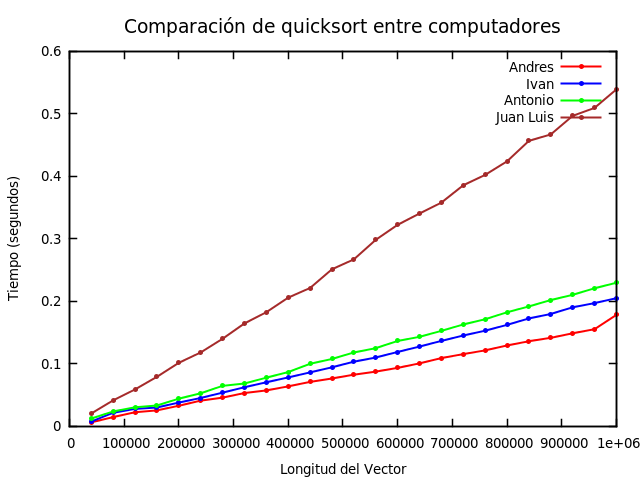 Comparación de quicksort entre computadores
Andres
Ivan
Antonio
Juan Luis
Tiempo (segundos)
0.6
0.5
0.4
0.3
0.2
0.1
0
0 100000 200000 300000 400000 500000 600000 700000 800000 900000 1e+06
Longitud del Vector